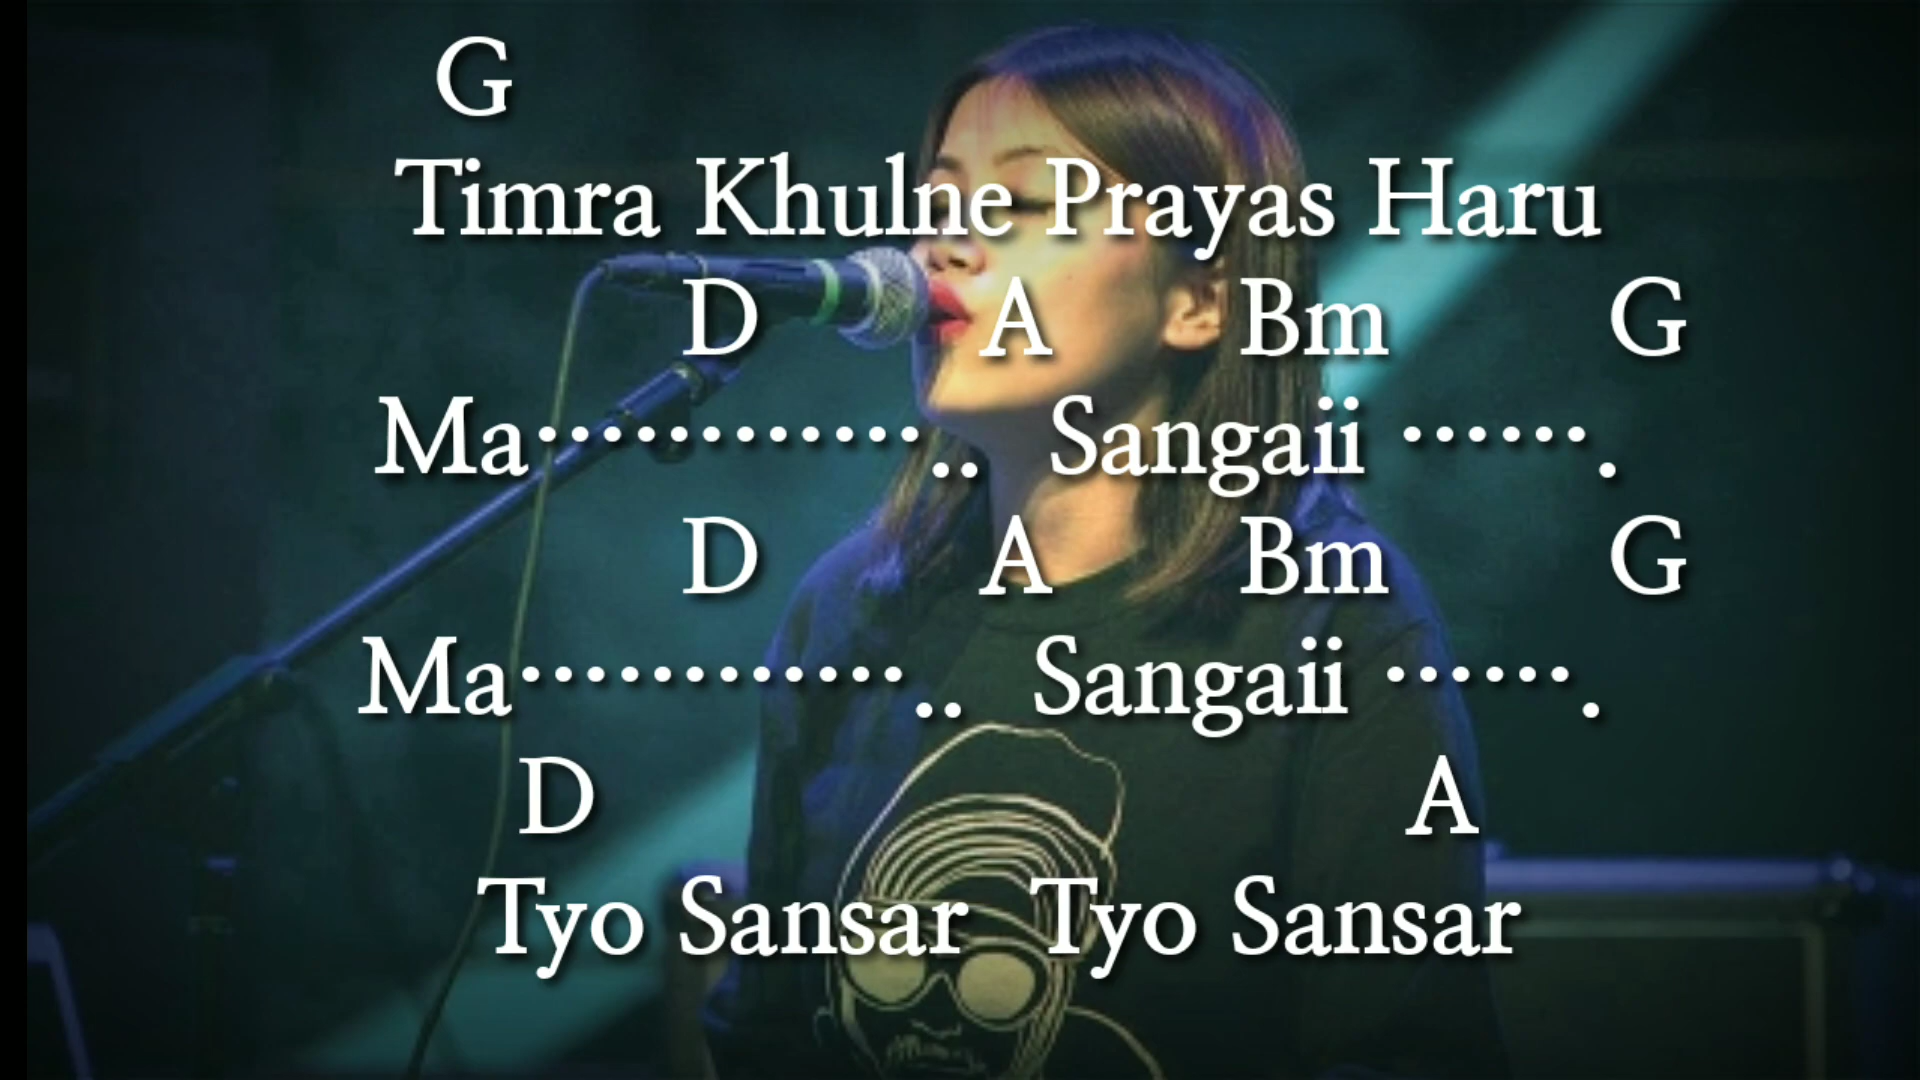 G
Timra Khulne Prayas Haru
D A Bm G
Ma............·· Sangaii .......
D A Bm G
Ma............·· Sangaii .......
D A
Tyo Sansar Tyo Sansar